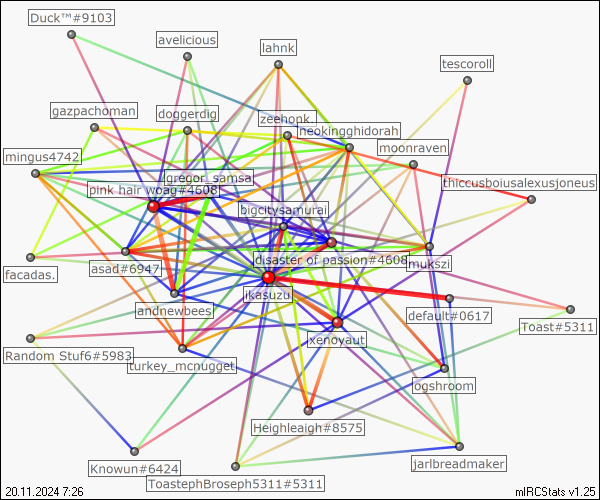 Duck™#9103
avelicious
lahnk
tescoroll
gazpachoman
doggerdig
zeehonk.
neokingghidorah
mingus4742
moonraven
gregor_samsa
thiccusboiusalexusjoneus
pink hair woag#4608
bigcitysamurai
facadas.
asad#6947
disaster of passion#4608
mukszi
andnewbees
ikasuzu
default#0617
Toast#5311
xenoyaut
Random Stuf6#5983
turkey_mcnugget
ogshroom
Heighleaigh#8575
Knowun#6424
jarlbreadmaker
ToastephBroseph5311#5311
20.11.2024 7:26
mIRCStats v1.25